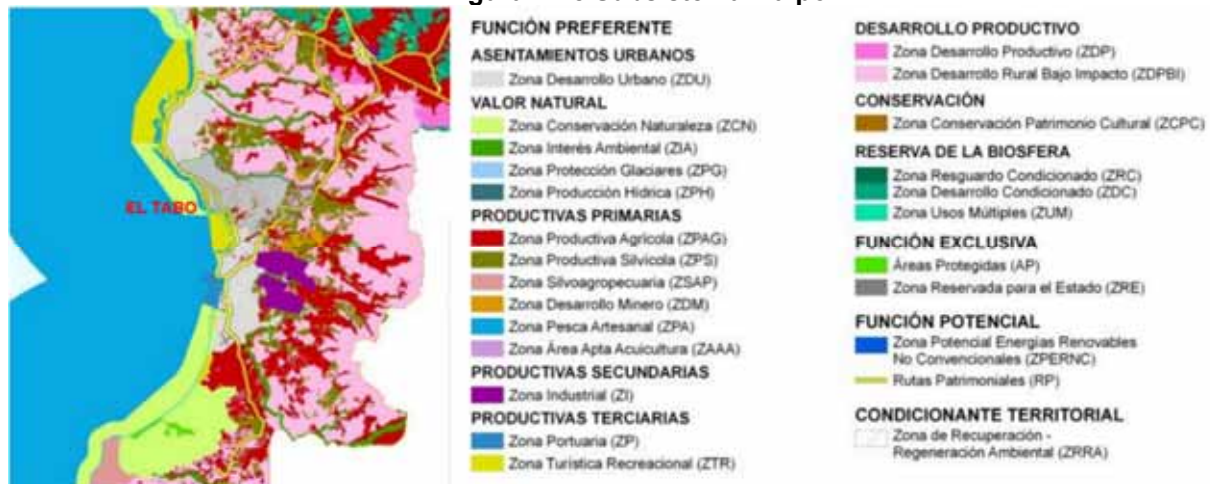 EL TABO
FUNCIÓN PREFERENTE
ASENTAMIENTOS URBANOS
Zona Desarrollo Urbano (ZDU)
VALOR NATURAL
Zona Conservación Naturaleza (ZCN)
Zona Interés Ambiental (ZIA)
Zona Protección Glaciares (ZPG)
Zona Producción Hídrica (ZPH)
PRODUCTIVAS PRIMARIAS
Zona Productiva Agrícola (ZPAG)
Zona Productiva Silvícola (ZPS)
Zona Silvoagropecuaria (ZSAP)
Zona Desarrollo Minero (ZDM)
Zona Pesca Artesanal (ZPA)
Zona Área Apta Acuicultura (ZAAA)
PRODUCTIVAS SECUNDARIAS
Zona Industrial (ZI)
PRODUCTIVAS TERCIARIAS
Zona Portuaria (ZP)
Zona Turística Recreacional (ZTR)
DESARROLLO PRODUCTIVO
Zona Desarrollo Productivo (ZDP)
Zona Desarrollo Rural Bajo Impacto (ZDPBI)
CONSERVACIÓN
Zona Conservación Patrimonio Cultural (ZCPC)
RESERVA DE LA BIOSFERA
Zona Resguardo Condicionado (ZRC)
Zona Desarrollo Condicionado (ZDC)
Zona Usos Múltiples (ZUM)
FUNCIÓN EXCLUSIVA
Áreas Protegidas (AP)
Zona Reservada para el Estado (ZRE)
FUNCIÓN POTENCIAL
Zona Potencial Energías Renovables
No Convencionales (ZPERNC)
Rutas Patrimoniales (RP)
CONDICIONANTE TERRITORIAL
Zona de Recuperación -
Regeneración Ambiental (ZRRA)